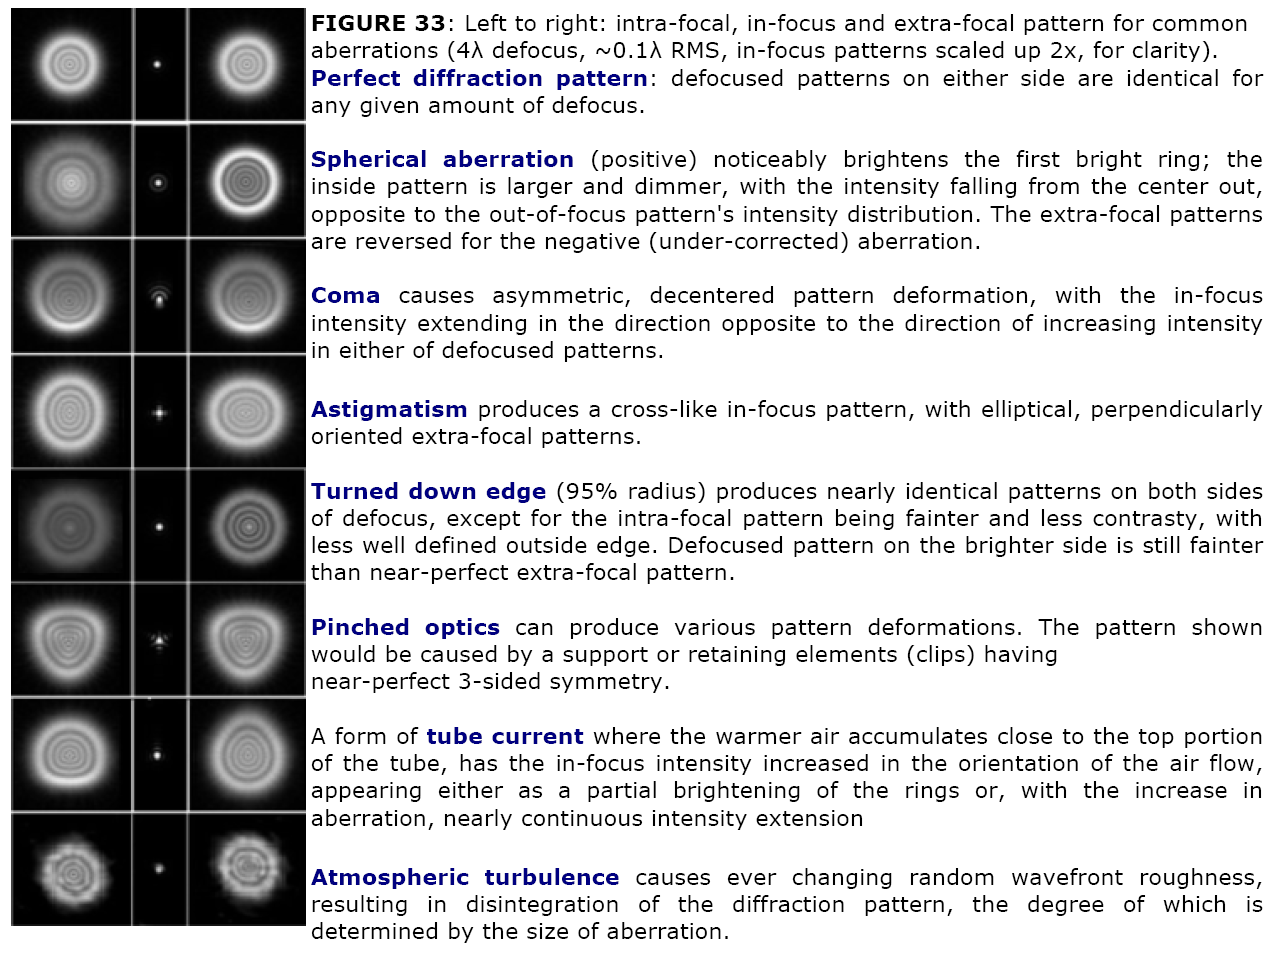 FIGURE 33: Left to right: intra-focal, in-focus and extra-focal pattern for common
aberrations (4λ defocus, ~0.1λ RMS, in-focus patterns scaled up 2x, for clarity).
Perfect diffraction pattern: defocused patterns on either side are identical for
any given amount of defocus.
Spherical aberration (positive) noticeably brightens the first bright ring; the
inside pattern is larger and dimmer, with the intensity falling from the center out,
opposite to the out-of-focus pattern's intensity distribution. The extra-focal patterns
are reversed for the negative (under-corrected) aberration.
Coma causes asymmetric, decentered pattern deformation, with the in-focus
intensity extending in the direction opposite to the direction of increasing intensity
in either of defocused patterns.
Astigmatism produces a cross-like in-focus pattern, with elliptical, perpendicularly
oriented extra-focal patterns.
Turned down edge (95% radius) produces nearly identical patterns on both sides
of defocus, except for the intra-focal pattern being fainter and less contrasty, with
less well defined outside edge. Defocused pattern on the brighter side is still fainter
than near-perfect extra-focal pattern.
Pinched optics can produce various pattern deformations. The pattern shown
would be caused by a support or retaining elements (clips) having
near-perfect 3-sided symmetry.
A form of tube current where the warmer air accumulates close to the top portion
of the tube, has the in-focus intensity increased in the orientation of the air flow,
appearing either as a partial brightening of the rings or, with the increase in
aberration, nearly continuous intensity extension
Atmospheric turbulence causes ever changing random wavefront roughness,
resulting in disintegration of the diffraction pattern, the degree of which is
determined by the size of aberration.